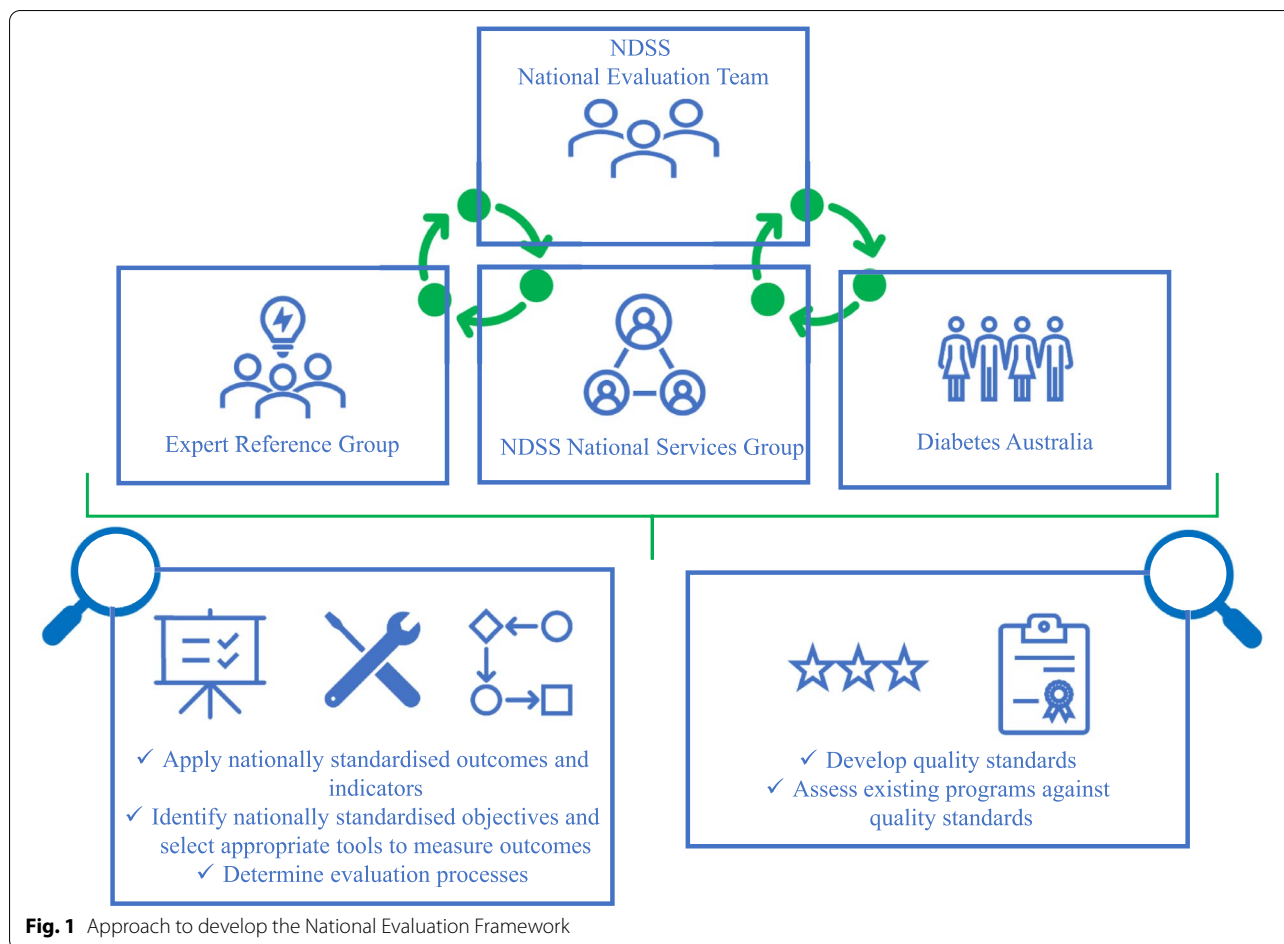 NDSS
National Evaluation Team
Expert Reference Group
NDSS National Services Group
Diabetes Australia
✓ Apply nationally standardised outcomes and
indicators
✓ Identify nationally standardised objectives and
select appropriate tools to measure outcomes
✓ Determine evaluation processes
✓ Develop quality standards
✓ Assess existing programs against
quality standards
Fig. 1 Approach to develop the National Evaluation Framework